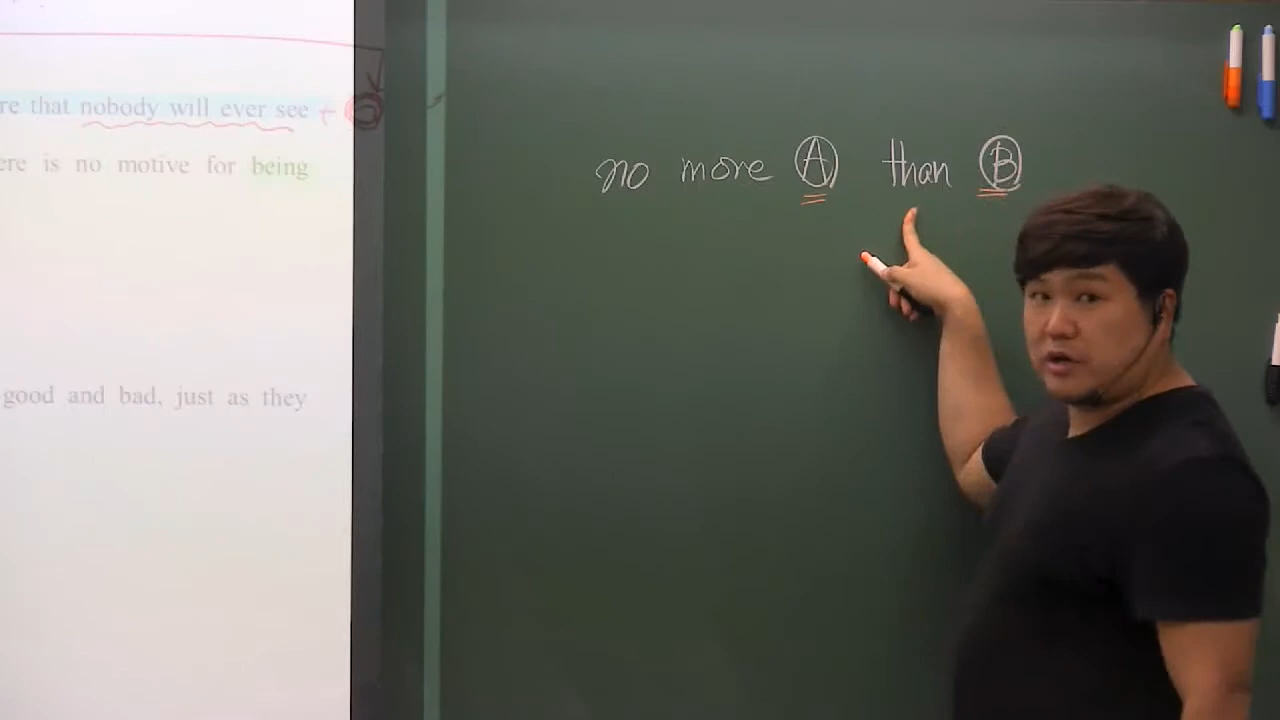 re that nobody will ever see +
ere is no motive for being
good and bad, just as they
no more A than B